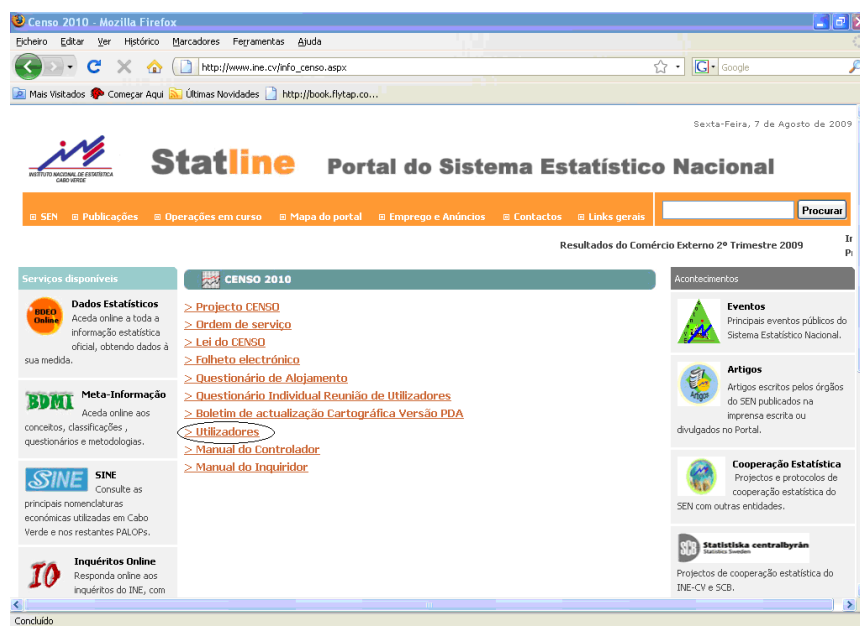 Censo 2010 - Mozilla Firefox
Ficheiro Editar Ver Histórico Marcadores Ferramentas Ajuda
http://www.ine.cv/info_censo.aspx
Google
Mais Visitados Começar Aqui Últimas Novidades http://book.flytap.co...
Sexta-Feira, 7 de Agosto de 2009
INSTITUTO NACIONAL DE ESTATÍSTICA
CABO VERDE
Statline Portal do Sistema Estatístico Nacional
SEN Publicações Operações em curso Mapa do portal Emprego e Anúncios Contactos Links gerais
Procurar
Resultados do Comércio Externo 2º Trimestre 2009
Serviços disponíveis
BDEO
Online
Dados Estatísticos
Aceda online a toda a
informação estatística
oficial, obtendo dados à
sua medida.
BDMI
Meta-Informação
Aceda online aos
conceitos, classificações ,
questionários e metodologias.
SINE
SINE
Consulte as
principais nomenclaturas
económicas utilizadas em Cabo
Verde e nos restantes PALOPs.
IO
Inquéritos Online
Responda online aos
inquéritos do INE, com
CENSO 2010
> Projecto CENSO
> Ordem de serviço
> Lei do CENSO
> Folheto electrónico
> Questionário de Alojamento
> Questionário Individual Reunião de Utilizadores
> Boletim de actualização Cartográfica Versão PDA
> Utilizadores
> Manual do Controlador
> Manual do Inquiridor
Acontecimentos
Eventos
Principais eventos públicos do
Sistema Estatístico Nacional.
Artigos
Artigos
Artigos escritos pelos órgãos
do SEN publicados na
imprensa escrita ou
divulgados no Portal.
Cooperação Estatística
Projectos e protocolos de
cooperação estatística do
SEN com outras entidades.
SCB
Statistiska centralbyrån
Statistics Sweden
Projectos de cooperação estatística do
INE-CV e SCB.
Concluído